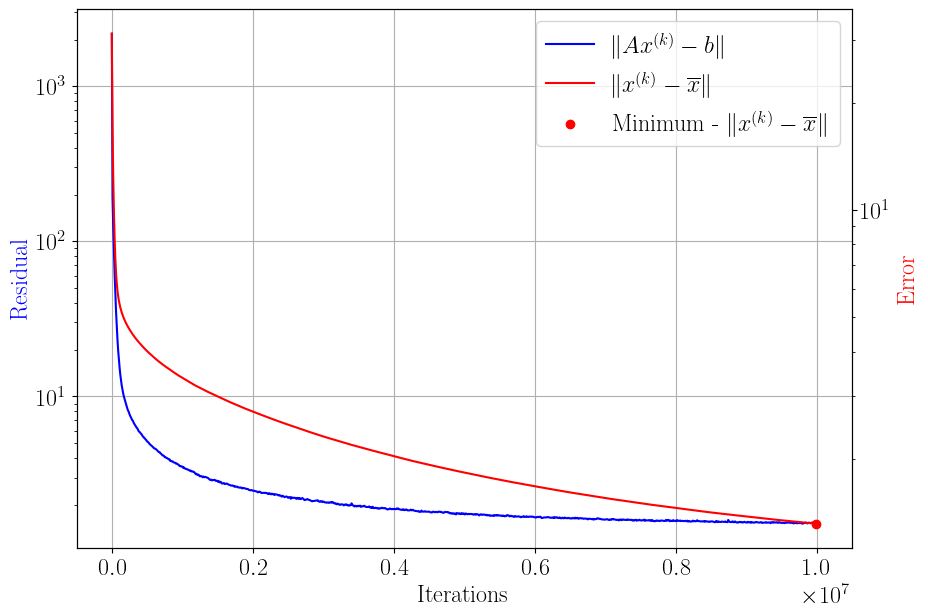 ‖Ax^{(k)} − b‖
‖x^{(k)} − x̅‖
Minimum - ‖x^{(k)} − x̅‖
10^3
10^2
10^1
10^1
Residual
Error
0.0 0.2 0.4 0.6 0.8 1.0
Iterations
×10^7